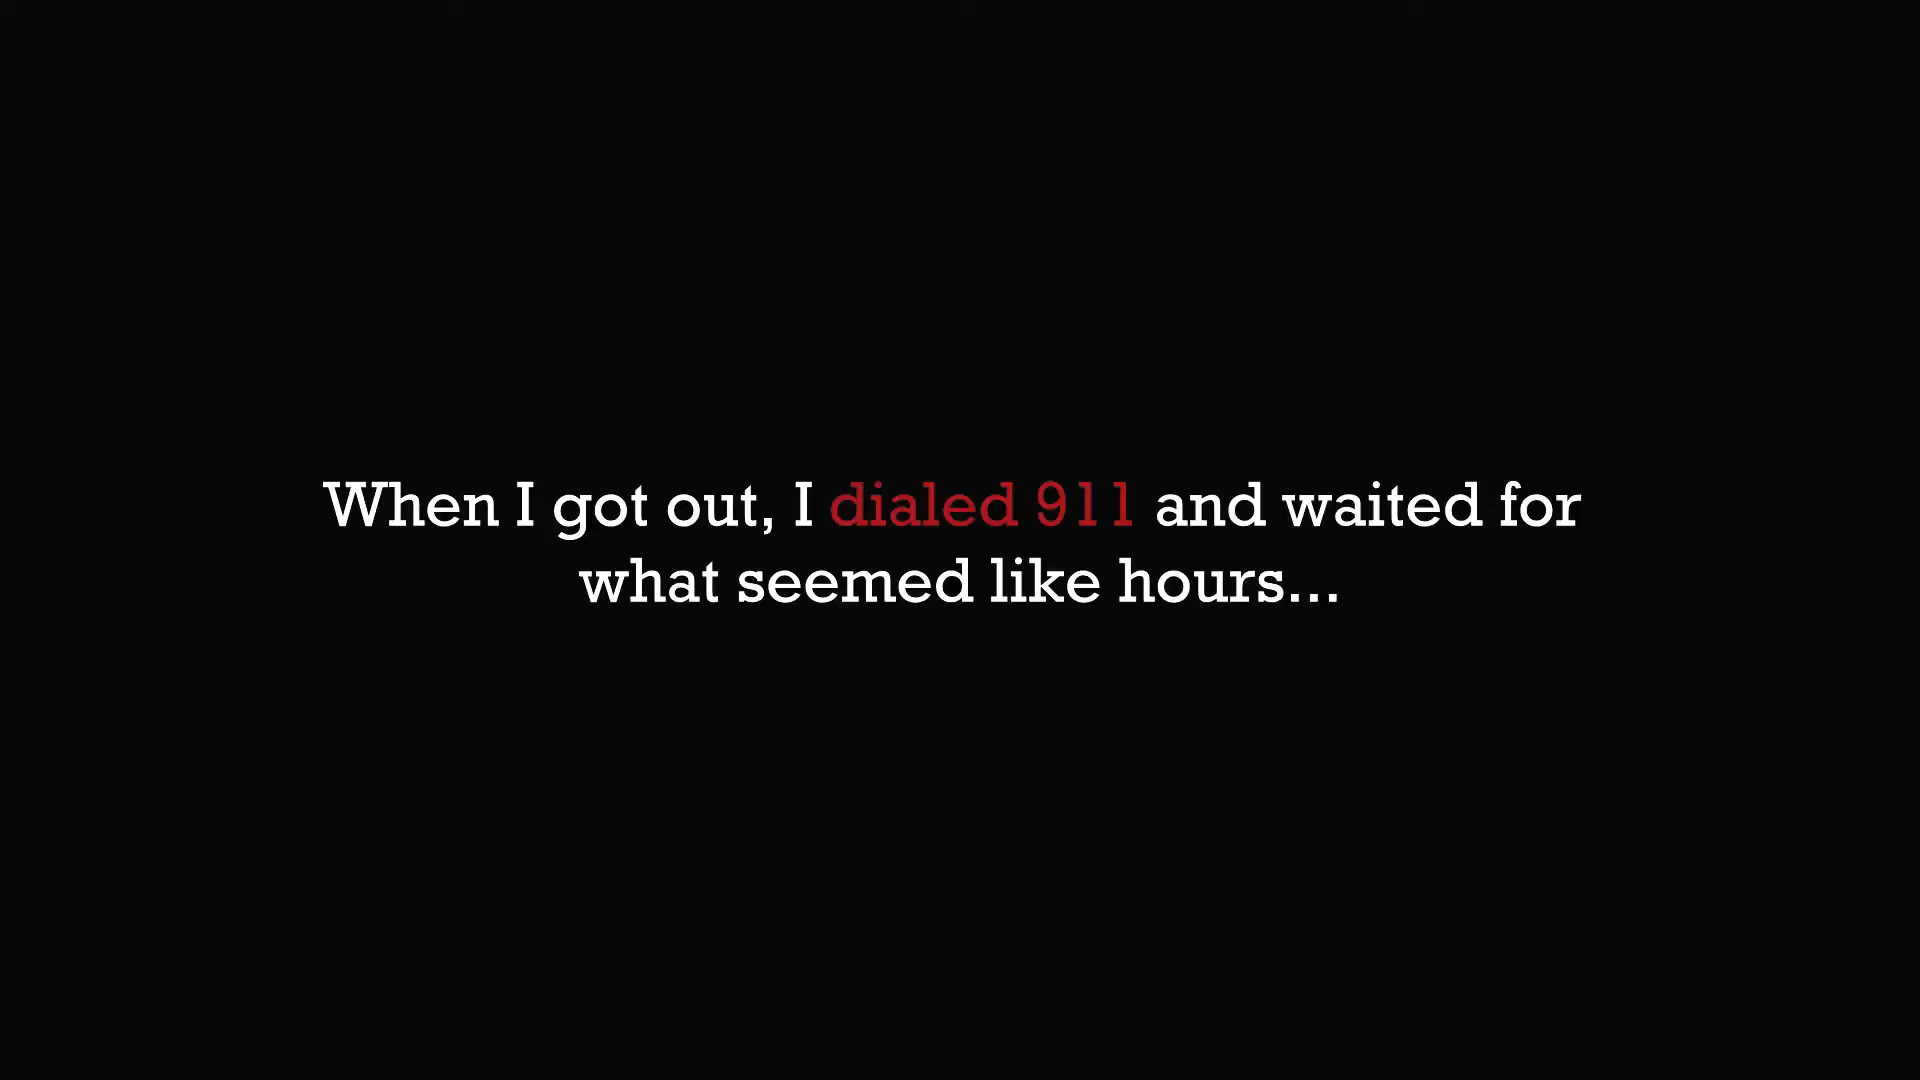 When I got out, I dialed 911 and waited for
what seemed like hours...